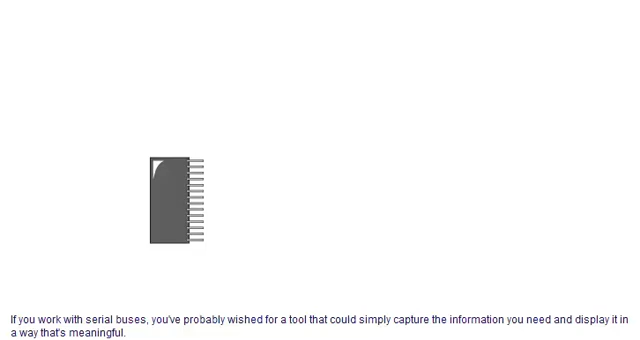 If you work with serial buses, you've probably wished for a tool that could simply capture the information you need and display it in
a way that's meaningful.